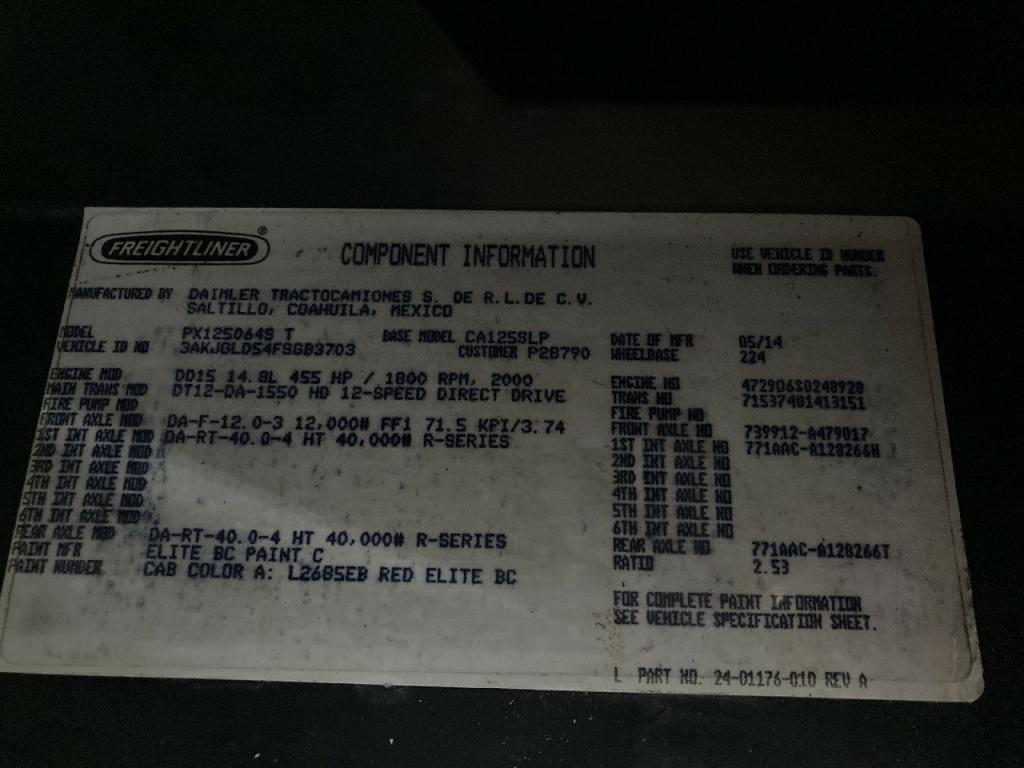 FREIGHTLINER ®
COMPONENT INFORMATION
USE VEHICLE ID NUMBER
WHEN ORDERING PARTS.
MANUFACTURED BY DAIMLER TRACTOCAMIONES S. DE R.L.DE C.V.
SALTILLO, COAHUILA, MEXICO
MODEL PX125064S T BASE MODEL CA125SLP DATE OF MFR 05/14
VEHICLE ID NO 3AKJGLD54FSGB3703 CUSTOMER P28790 WHEELBASE 224
ENGINE MOD DD15 14.8L 455 HP / 1800 RPM, 2000 ENGINE NO 472906S0248928
MAIN TRANS MOD DT12-DA-1550 HD 12-SPEED DIRECT DRIVE TRANS NO 71537401413151
FIRE PUMP MOD FIRE PUMP NO
FRONT AXLE MOD DA-F-12.0-3 12,000# FF1 71.5 KPI/3.74 FRONT AXLE NO 739912-A479017
1ST INT AXLE MOD DA-RT-40.0-4 HT 40,000# R-SERIES 1ST INT AXLE NO 771AAC-A128266H
2ND INT AXLE MOD 2ND INT AXLE NO
3RD INT AXLE MOD 3RD INT AXLE NO
4TH INT AXLE MOD 4TH INT AXLE NO
5TH INT AXLE MOD 5TH INT AXLE NO
6TH INT AXLE MOD 6TH INT AXLE NO
REAR AXLE MOD DA-RT-40.0-4 HT 40,000# R-SERIES REAR AXLE NO 771AAC-A128266T
PAINT MFR ELITE BC PAINT C RATIO 2.53
PAINT NUMBER CAB COLOR A: L2685EB RED ELITE BC
FOR COMPLETE PAINT INFORMATION
SEE VEHICLE SPECIFICATION SHEET.
L PART NO. 24-01176-010 REV A